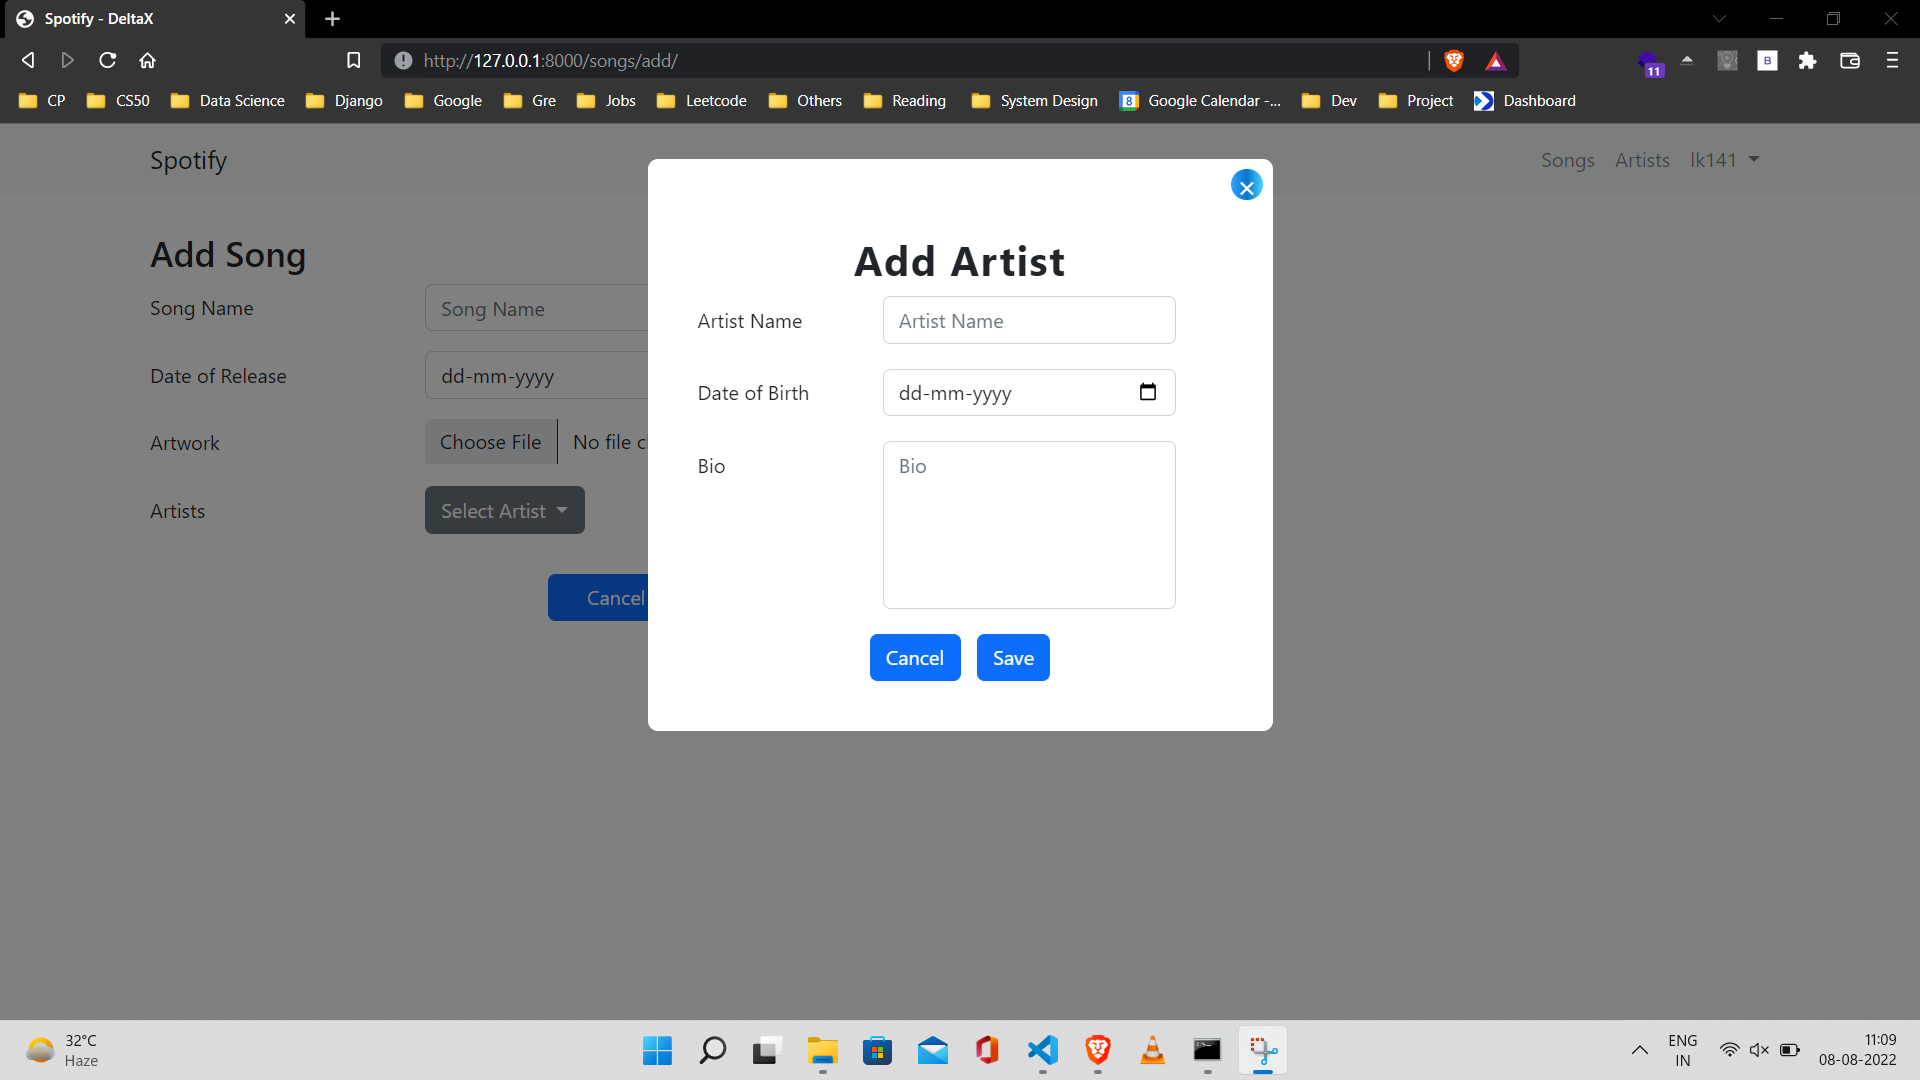 Spotify - DeltaX
http://127.0.0.1:8000/songs/add/
11
B
CP CS50 Data Science Django Google Gre Jobs Leetcode Others Reading System Design 8 Google Calendar -... Dev Project Dashboard
Spotify
Songs Artists lk141
Add Song
Song Name
Song Name
Date of Release
dd-mm-yyyy
Artwork
Choose File No file c
Artists
Select Artist
Cancel
Add Artist
Artist Name
Artist Name
Date of Birth
dd-mm-yyyy
Bio
Bio
Cancel Save
32°C
Haze
ENG
IN
11:09
08-08-2022